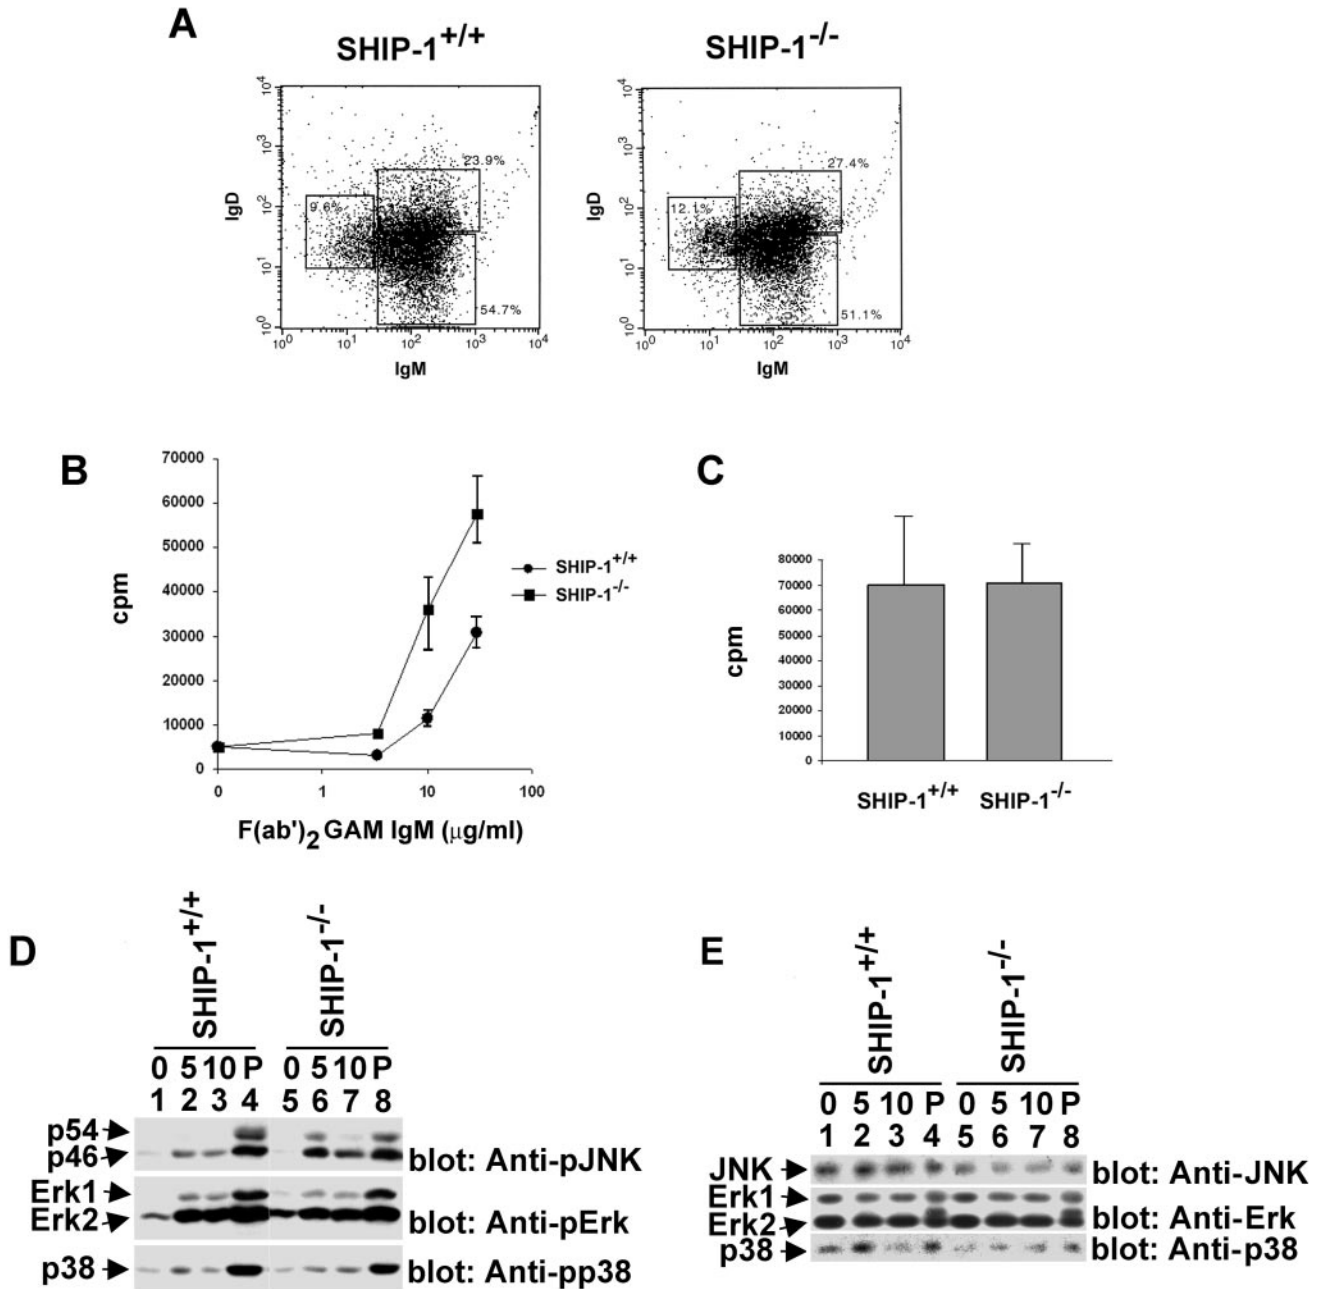 A
SHIP-1+/+
SHIP-1-/-
10^4
10^3
10^2
10^1
10^0
IgD
23.9%
9.6%
54.7%
10^0 10^1 10^2 10^3 10^4
IgM
10^4
10^3
10^2
10^1
10^0
IgD
27.4%
12.1%
51.1%
10^0 10^1 10^2 10^3 10^4
IgM
B
70000
60000
50000
40000
30000
20000
10000
0
cpm
0 1 10 100
F(ab')2 GAM IgM (μg/ml)
SHIP-1+/+
SHIP-1-/-
C
80000
70000
60000
50000
40000
30000
20000
10000
0
cpm
SHIP-1+/+ SHIP-1-/-
D
SHIP-1+/+
SHIP-1-/-
0 5 10 P 0 5 10 P
1 2 3 4 5 6 7 8
p54
p46
blot: Anti-pJNK
Erk1
Erk2
blot: Anti-pErk
p38
blot: Anti-pp38
E
SHIP-1+/+
SHIP-1-/-
0 5 10 P 0 5 10 P
1 2 3 4 5 6 7 8
JNK
blot: Anti-JNK
Erk1
Erk2
blot: Anti-Erk
p38
blot: Anti-p38